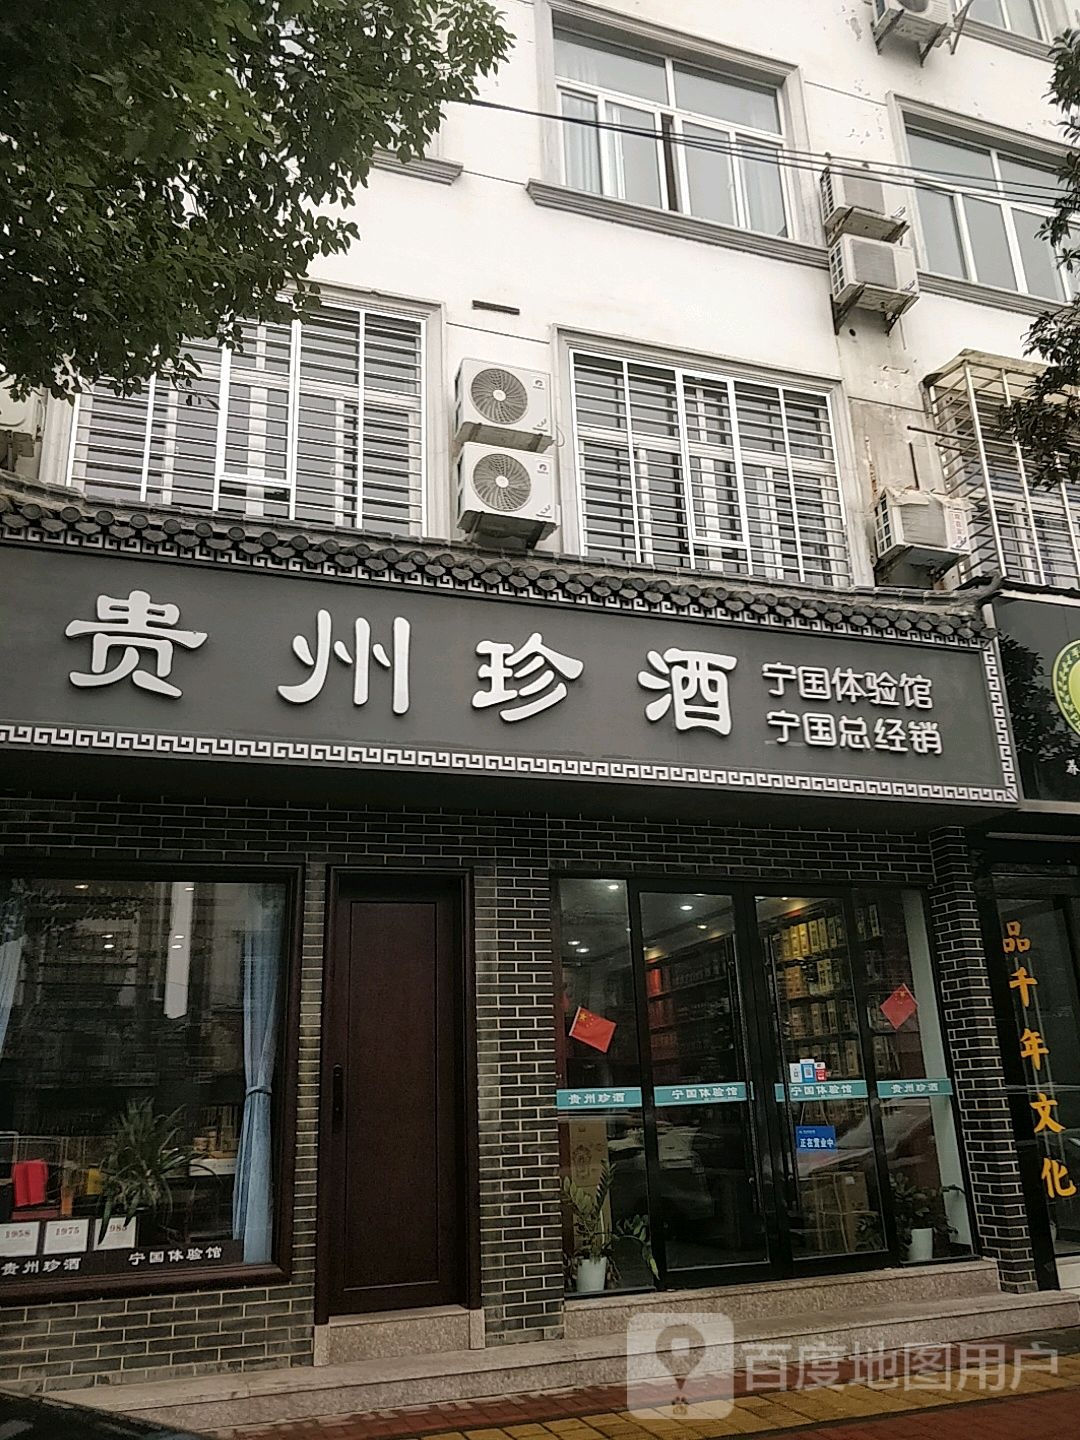 贵州珍酒
宁国体验馆
宁国总经销
贵州珍酒
宁国体验馆
宁国体验馆
贵州珍酒
正在营业中
1958
1975
贵州珍酒
宁国体验馆
品千年文化
养
百度地图用户